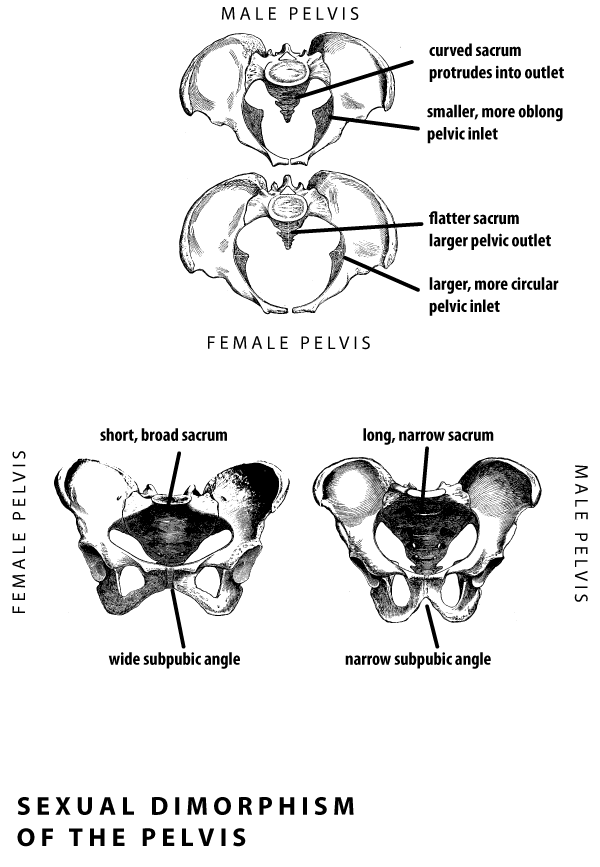 MALE PELVIS
curved sacrum
protrudes into outlet
smaller, more oblong
pelvic inlet
flatter sacrum
larger pelvic outlet
larger, more circular
pelvic inlet
FEMALE PELVIS
short, broad sacrum
long, narrow sacrum
FEMALE PELVIS
MALE PELVIS
wide subpubic angle
narrow subpubic angle
SEXUAL DIMORPHISM
OF THE PELVIS